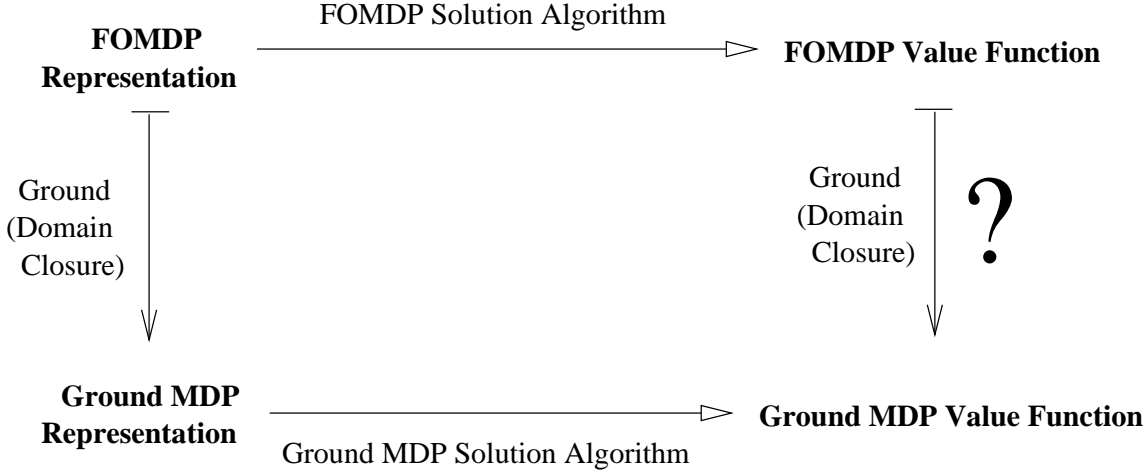 FOMDP Solution Algorithm
FOMDP
Representation
FOMDP Value Function
Ground
(Domain
Closure)
Ground
(Domain
Closure)
?
Ground MDP
Representation
Ground MDP Value Function
Ground MDP Solution Algorithm